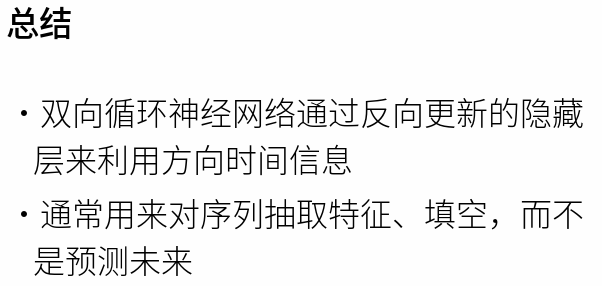 总结
• 双向循环神经网络通过反向更新的隐藏
层来利用方向时间信息
• 通常用来对序列抽取特征、填空，而不
是预测未来